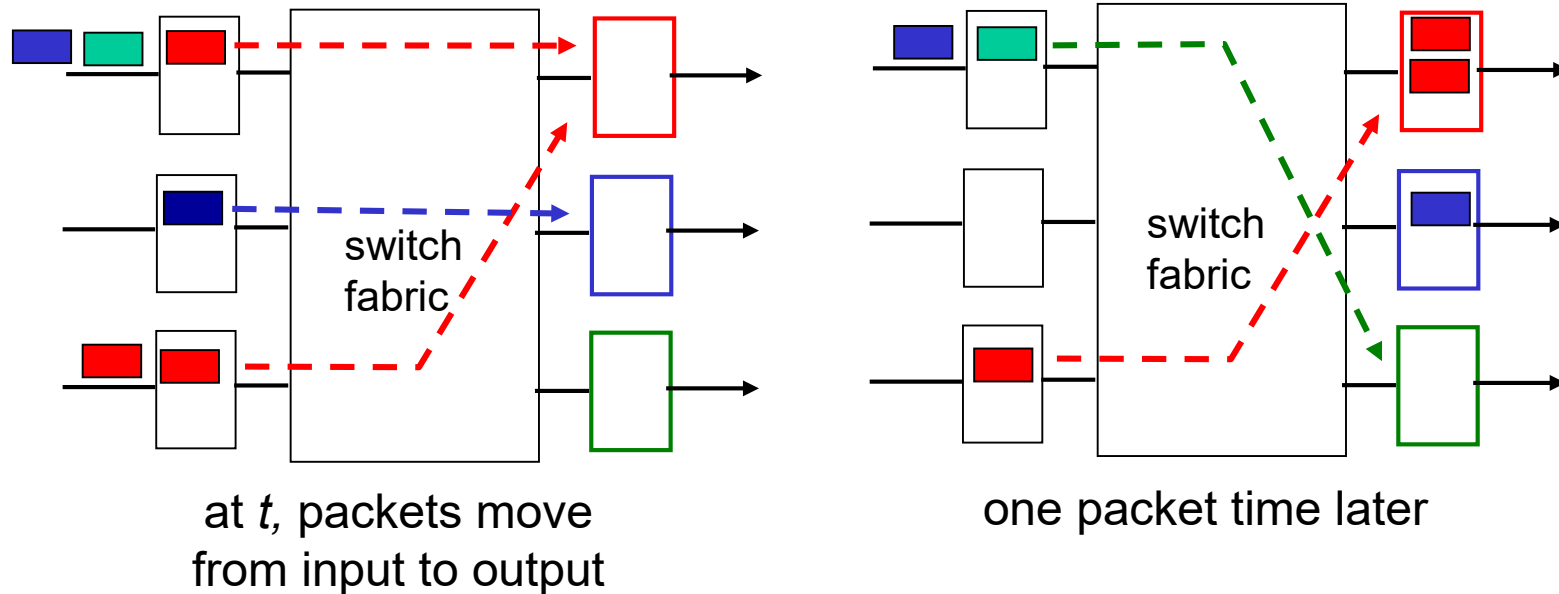 switch
fabric
at t, packets move
from input to output
switch
fabric
one packet time later